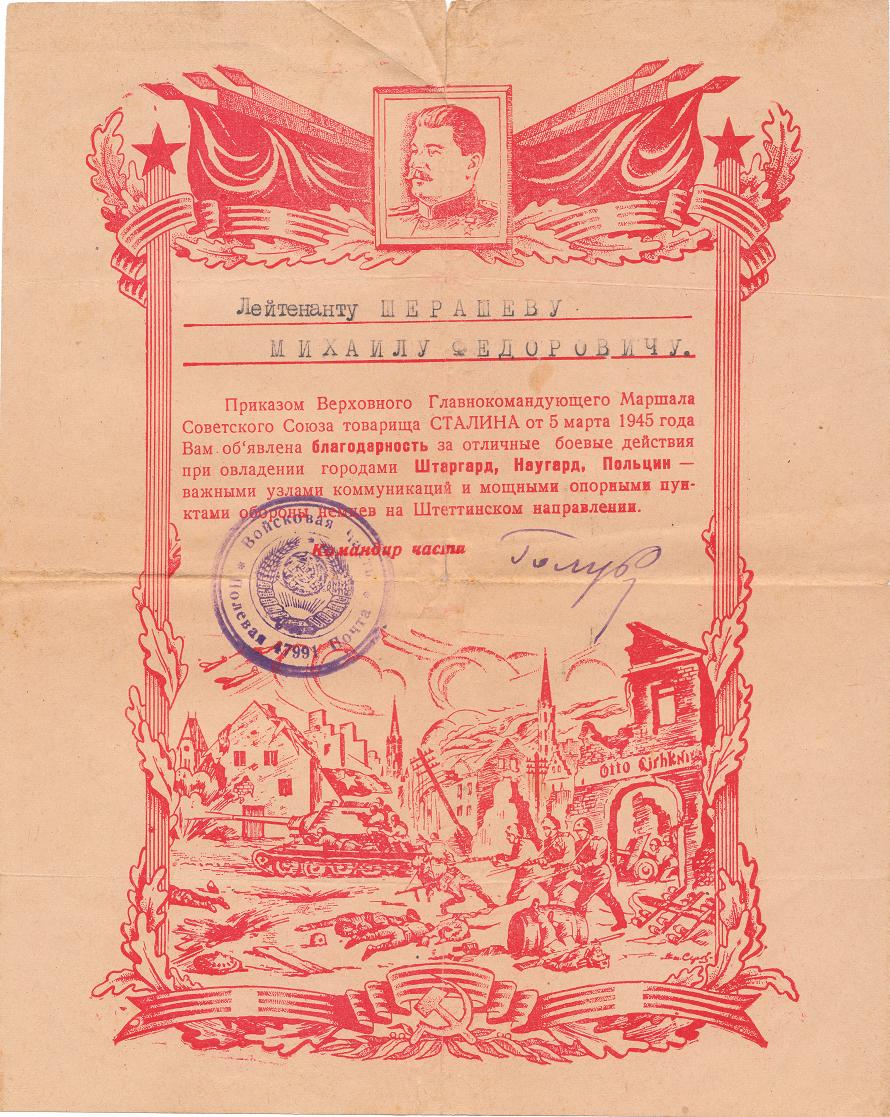 Лейтенанту ШЕРАШЕВУ
МИХАИЛУ ФЕДОРОВИЧУ.
Приказом Верховного Главнокомандующего Маршала
Советского Союза товарища СТАЛИНА от 5 марта 1945 года
Вам об‘явлена благодарность за отличные боевые действия
при овладении городами Штаргард, Наугард, Польцин —
важными узлами коммуникаций и мощными опорными пун-
ктами обороны немцев на Штеттинском направлении.
Командир части
Войсковая часть
Полевая 47991 Почта
Otto